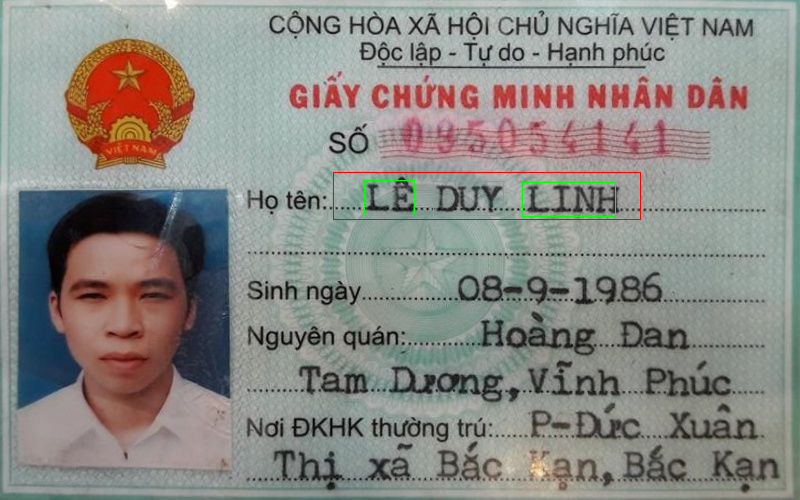 CỘNG HÒA XÃ HỘI CHỦ NGHĨA VIỆT NAM
Độc lập - Tự do - Hạnh phúc
GIẤY CHỨNG MINH NHÂN DÂN
VIỆT NAM
SỐ 095054141
Họ tên: LÊ DUY LINH
Sinh ngày 08-9-1986
Nguyên quán: Hoàng Đan
Tam Dương, Vĩnh Phúc
Nơi ĐKHK thường trú: P-Đức Xuân
Thị xã Bắc Kạn, Bắc Kạn